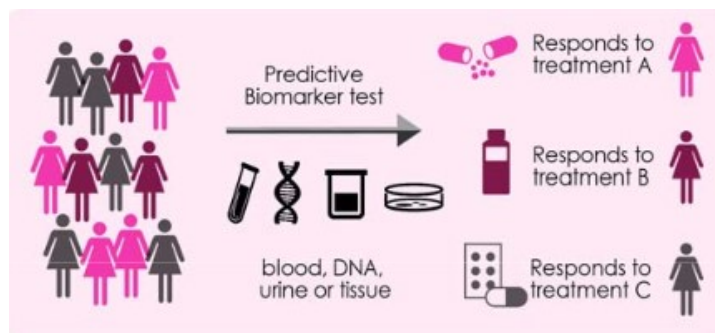 Predictive
Biomarker test
blood, DNA,
urine or tissue
Responds to
treatment A
Responds to
treatment B
Responds to
treatment C